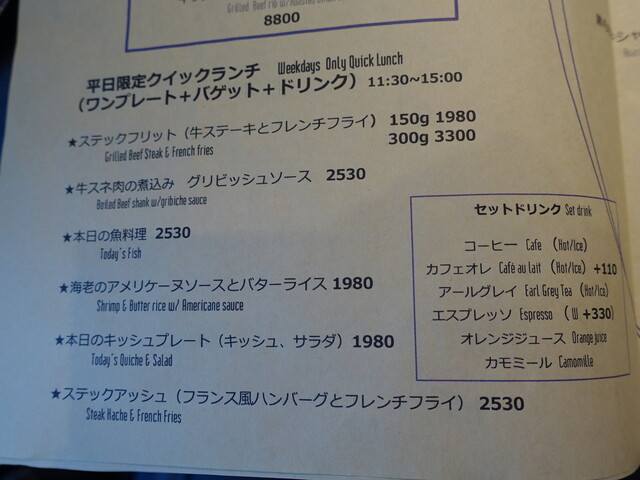 8800
平日限定クイックランチ Weekdays Only Quick Lunch
(ワンプレート+バゲット+ドリンク) 11:30~15:00
★ステックフリット(牛ステーキとフレンチフライ) 150g 1980
Grilled Beef Steak & French fries 300g 3300
★牛スネ肉の煮込み グリビッシュソース 2530
Boiled Beef shank w/gribiche sauce
★本日の魚料理 2530
Today's Fish
★海老のアメリケーヌソースとバターライス 1980
Shrimp & Butter rice w/ Americane sauce
★本日のキッシュプレート(キッシュ、サラダ) 1980
Today's Quiche & Salad
★ステックアッシュ(フランス風ハンバーグとフレンチフライ) 2530
Steak Hache & French Fries
セットドリンク Set drink
コーヒー Cafe (Hot/Ice)
カフェオレ Cafè au lait (Hot/Ice) +110
アールグレイ Earl Grey Tea (Hot/Ice)
エスプレッソ Espresso (W +330)
オレンジジュース Orange juice
カモミール Camomille